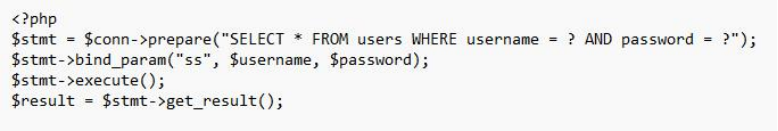 <?php
$stmt = $conn->prepare("SELECT * FROM users WHERE username = ? AND password = ?");
$stmt->bind_param("ss", $username, $password);
$stmt->execute();
$result = $stmt->get_result();